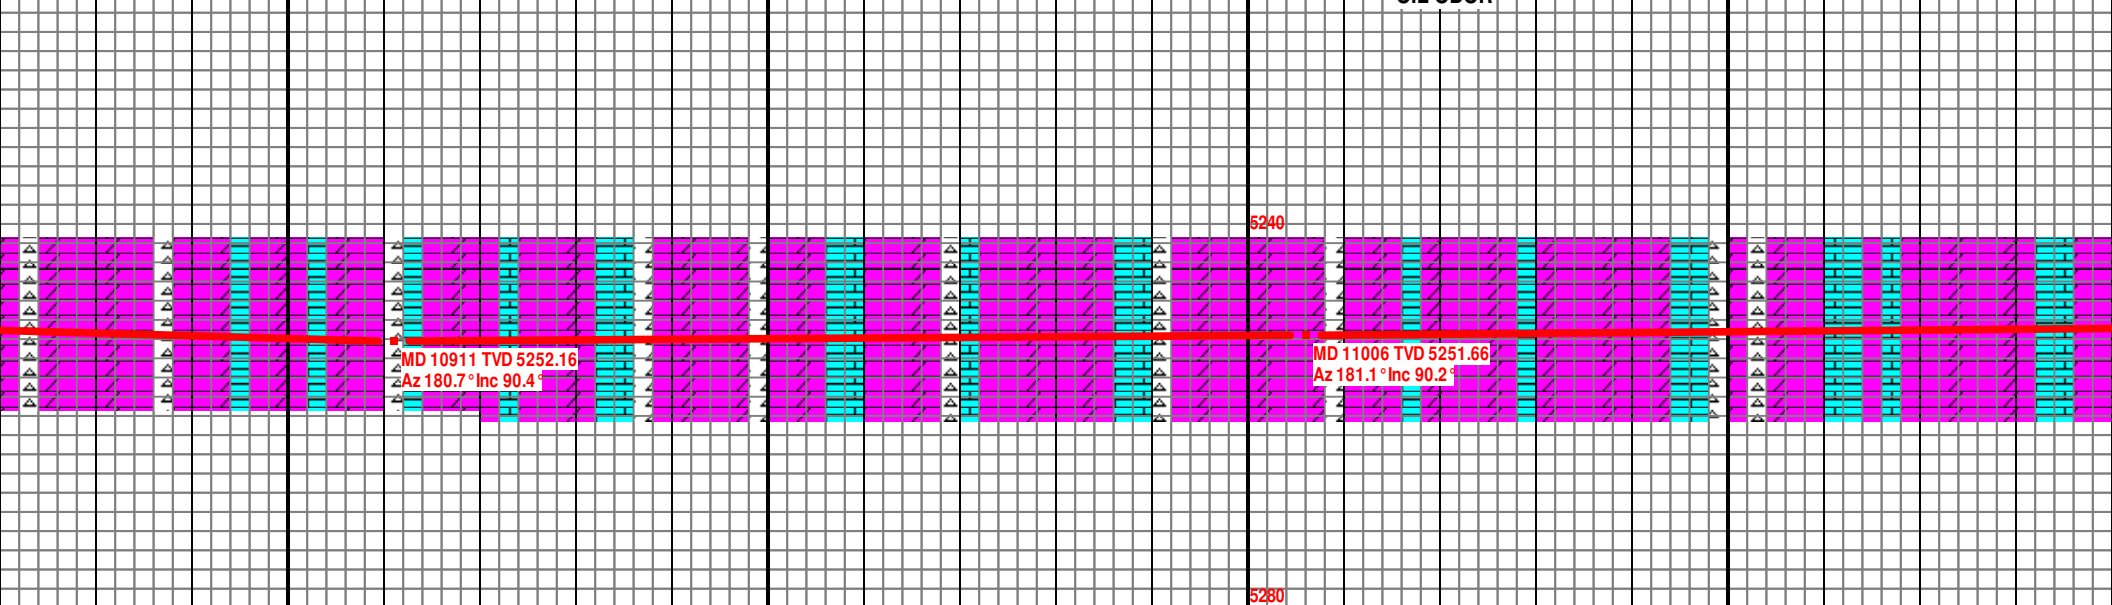 5240
MD 10911 TVD 5252.16
Az 180.7° Inc 90.4°
MD 11006 TVD 5251.66
Az 181.1° Inc 90.2°
5280